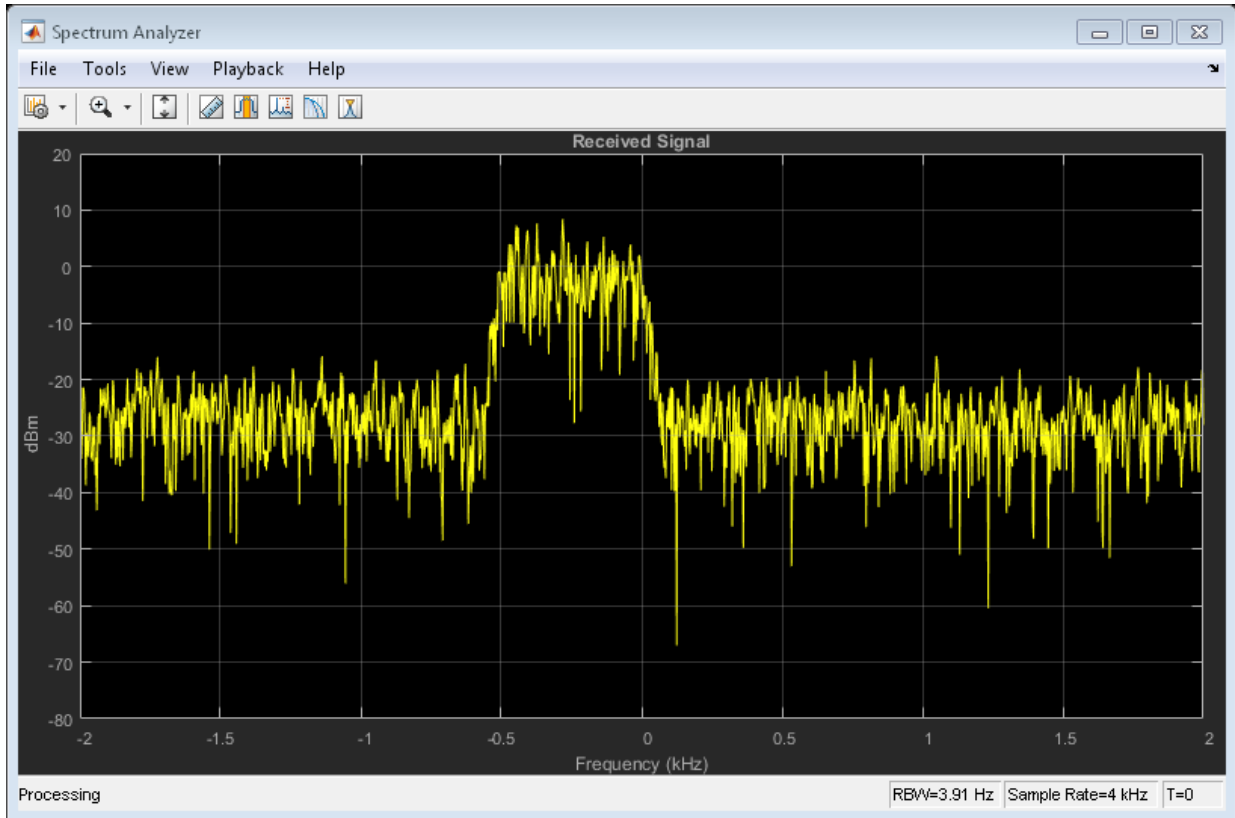 Spectrum Analyzer
File Tools View Playback Help
Received Signal
20
10
0
-10
-20
-30
-40
-50
-60
-70
-80
dBm
-2 -1.5 -1 -0.5 0 0.5 1 1.5 2
Frequency (kHz)
Processing RBW=3.91 Hz Sample Rate=4 kHz T=0